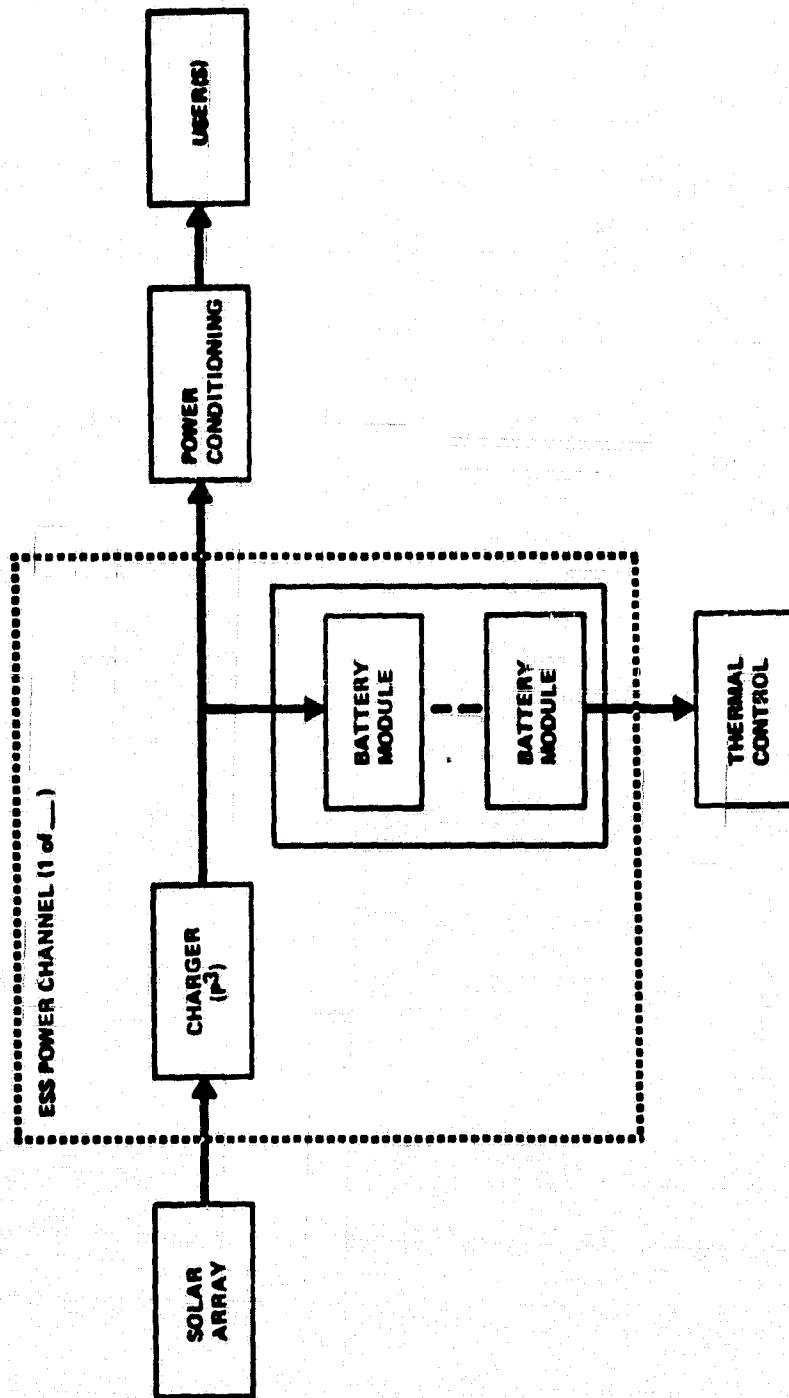 ESS POWER CHANNEL (1 of __)
SOLAR
ARRAY
CHARGER
(P³)
POWER
CONDITIONING
USER(S)
BATTERY
MODULE
BATTERY
MODULE
THERMAL
CONTROL